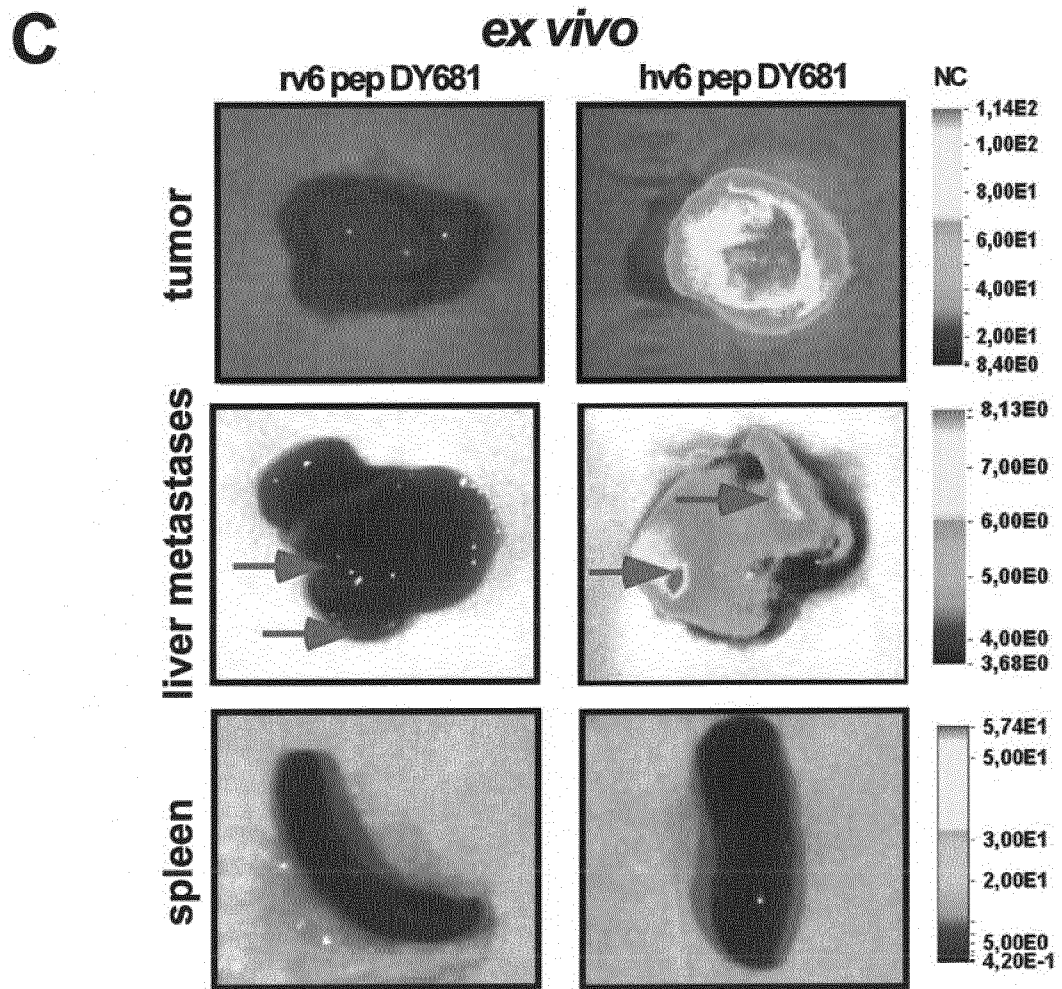 C
ex vivo
rv6 pep DY681
hv6 pep DY681
NC
tumor
1,14E2
1,00E2
8,00E1
6,00E1
4,00E1
2,00E1
8,40E0
liver metastases
8,13E0
7,00E0
6,00E0
5,00E0
4,00E0
3,68E0
spleen
5,74E1
5,00E1
3,00E1
2,00E1
5,00E0
4,20E-1